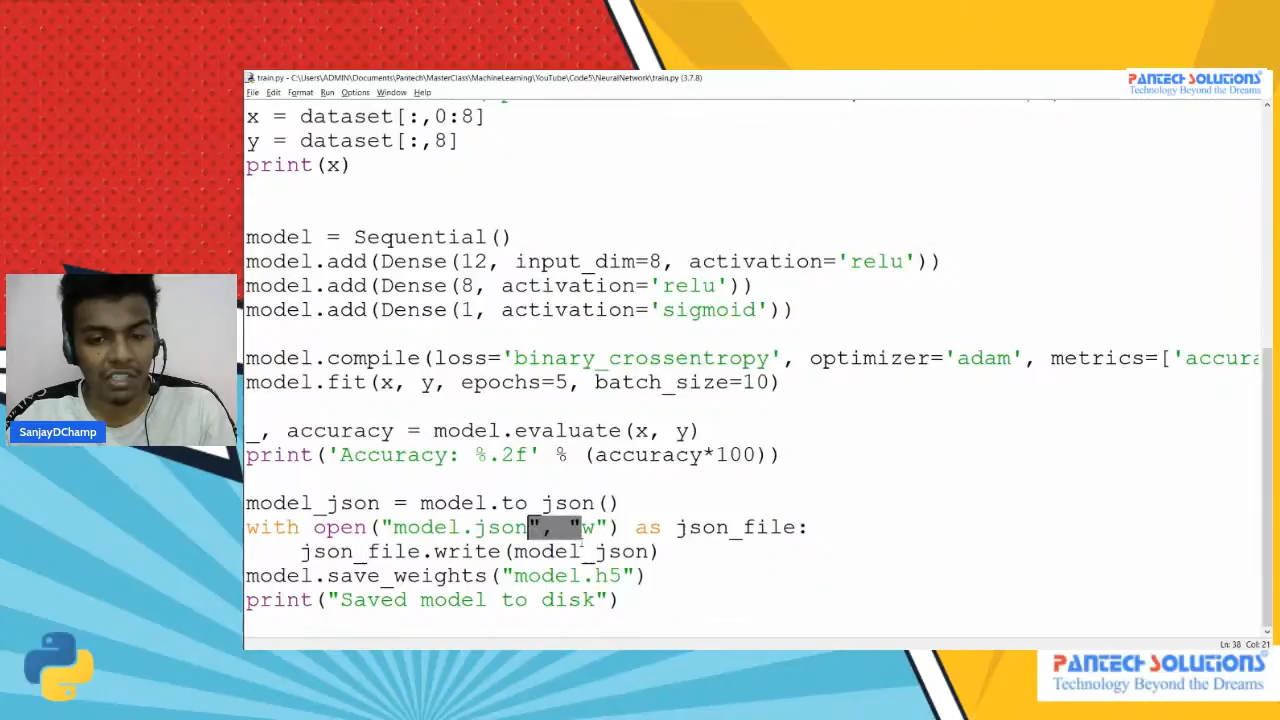 train.py - C:\Users\ADMIN\Documents\Pantech\MasterClass\MachineLearning\YouTube\Code5\NeuralNetwork\train.py (3.7.8)
File Edit Format Run Options Window Help
PANTECH SOLUTIONS
Technology Beyond the Dreams
x = dataset[:,0:8]
y = dataset[:,8]
print(x)
model = Sequential()
model.add(Dense(12, input_dim=8, activation='relu'))
model.add(Dense(8, activation='relu'))
model.add(Dense(1, activation='sigmoid'))
model.compile(loss='binary_crossentropy', optimizer='adam', metrics=['accura
model.fit(x, y, epochs=5, batch_size=10)
_, accuracy = model.evaluate(x, y)
print('Accuracy: %.2f' % (accuracy*100))
model_json = model.to_json()
with open("model.json", "w") as json_file:
    json_file.write(model_json)
model.save_weights("model.h5")
print("Saved model to disk")
SanjayDChamp
Ln: 38 Col: 21
PANTECH SOLUTIONS
Technology Beyond the Dreams